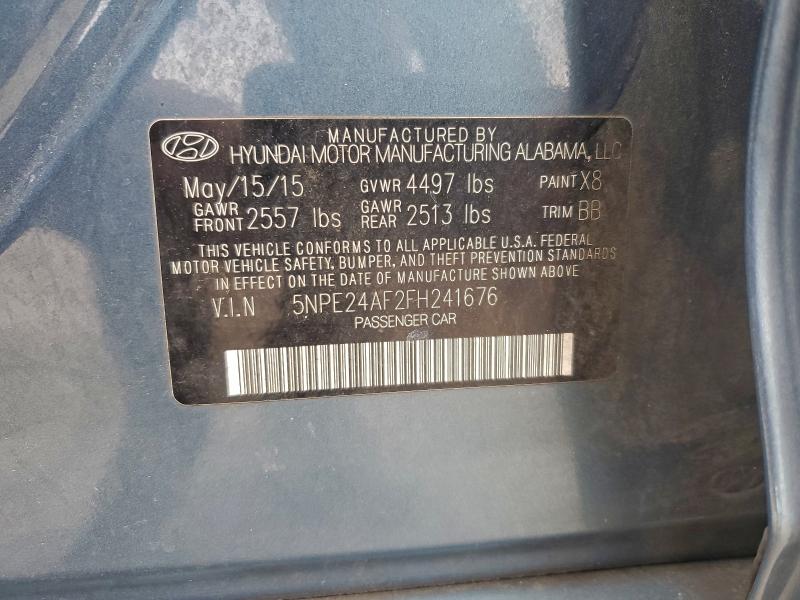 MANUFACTURED BY
HYUNDAI MOTOR MANUFACTURING ALABAMA, LLC
May/15/15 GVWR 4497 lbs PAINT X8
GAWR FRONT 2557 lbs GAWR REAR 2513 lbs TRIM BB
THIS VEHICLE CONFORMS TO ALL APPLICABLE U.S.A. FEDERAL
MOTOR VEHICLE SAFETY, BUMPER, AND THEFT PREVENTION STANDARDS
IN EFFECT ON THE DATE OF MANUFACTURE SHOWN ABOVE
V.I.N 5NPE24AF2FH241676
PASSENGER CAR